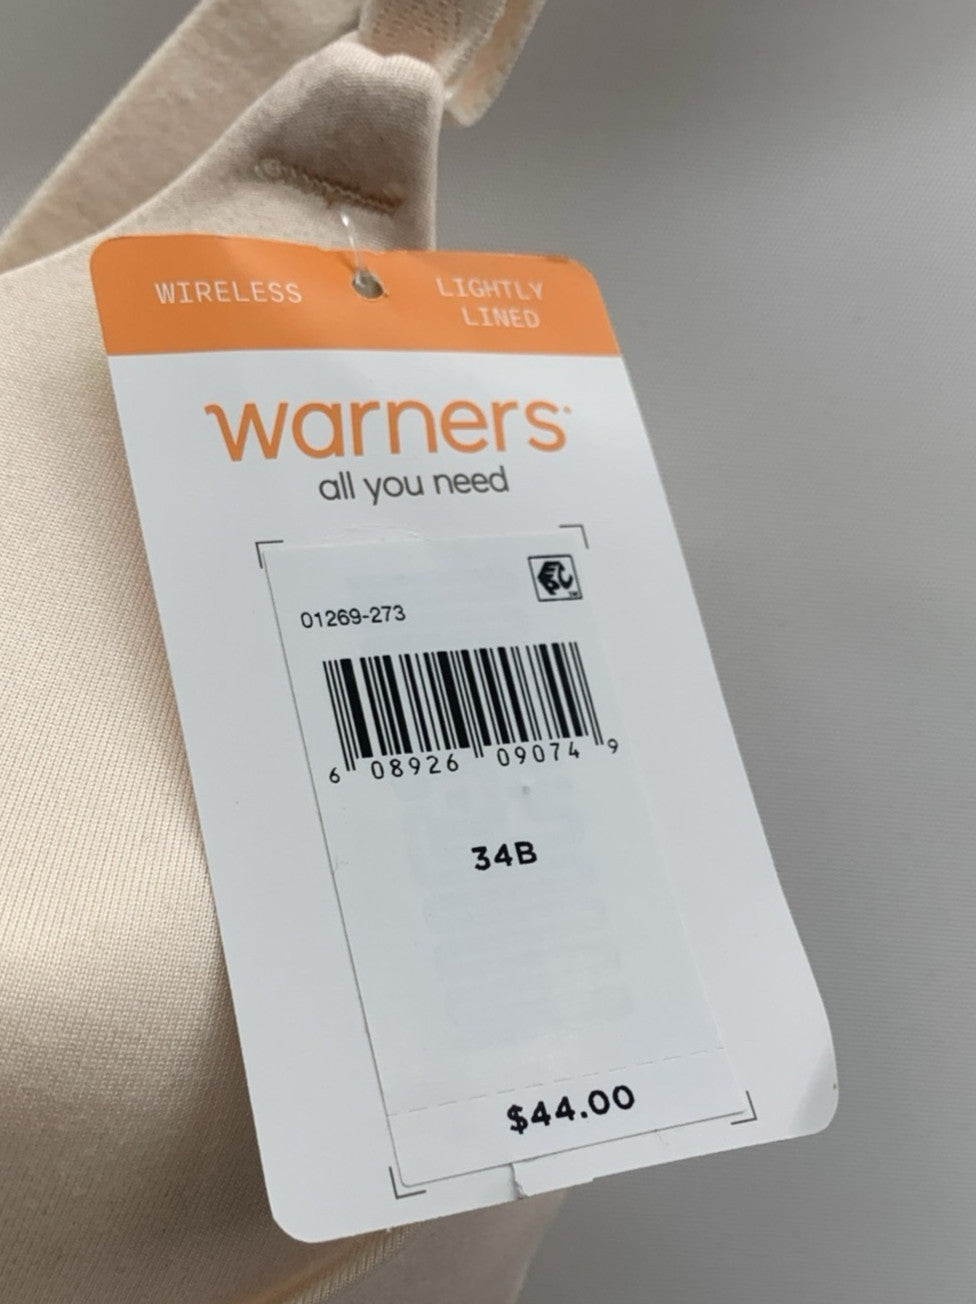 WIRELESS
LIGHTLY
LINED
warners
all you need
01269-273
6 08926 09074 9
34B
$44.00